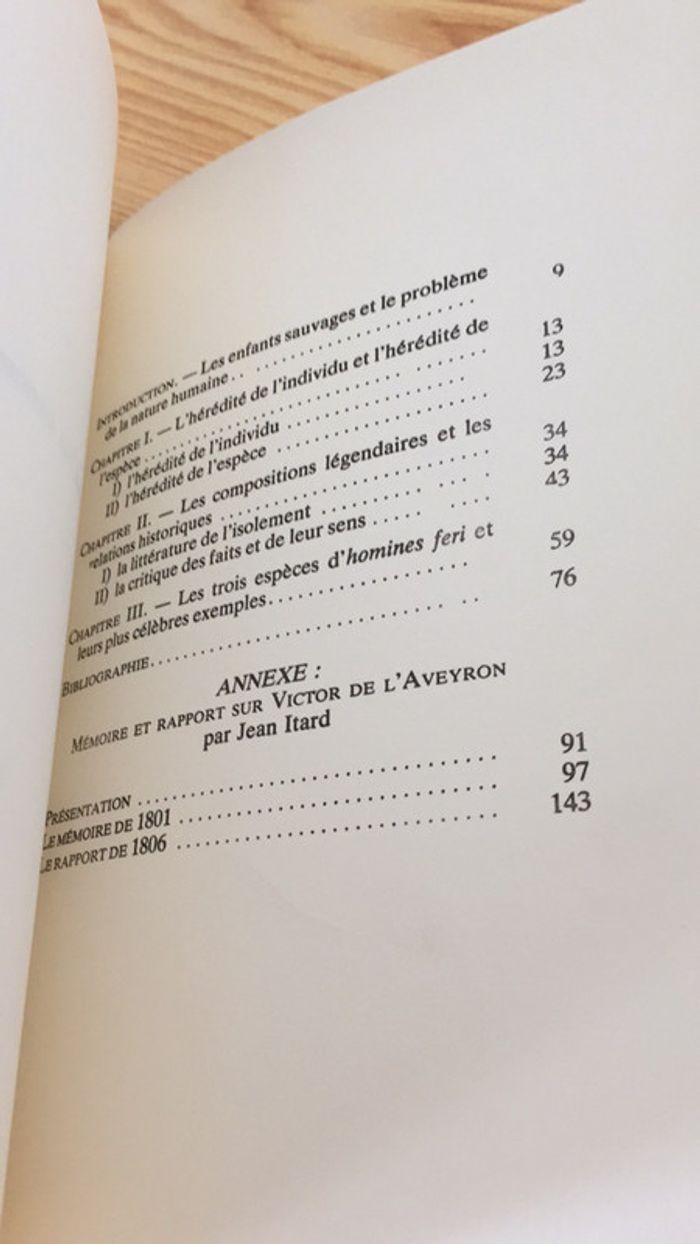 INTRODUCTION. — Les enfants sauvages et le problème
de la nature humaine. . . . . . . . . . . . . . . . . . . . . . . . 9
CHAPITRE I. — L'hérédité de l'individu et l'hérédité de
l'espèce . . . . . . . . . . . . . . . . . . . . . . . . . . . . . . 13
I) l'hérédité de l'individu . . . . . . . . . . . . . . . . . . 13
II) l'hérédité de l'espèce . . . . . . . . . . . . . . . . . . 23
CHAPITRE II. — Les compositions légendaires et les
relations historiques . . . . . . . . . . . . . . . . . . . . . . 34
I) la littérature de l'isolement . . . . . . . . . . . . . . 34
II) la critique des faits et de leur sens . . . . . . . . . 43
CHAPITRE III. — Les trois espèces d'homines feri et
leurs plus célèbres exemples. . . . . . . . . . . . . . . . . 59
BIBLIOGRAPHIE. . . . . . . . . . . . . . . . . . . . . . . . . . 76
ANNEXE :
MÉMOIRE ET RAPPORT SUR VICTOR DE L'AVEYRON
par Jean Itard
PRÉSENTATION . . . . . . . . . . . . . . . . . . . . . . . . . . 91
LE MÉMOIRE DE 1801 . . . . . . . . . . . . . . . . . . . . . . 97
LE RAPPORT DE 1806 . . . . . . . . . . . . . . . . . . . . . . 143